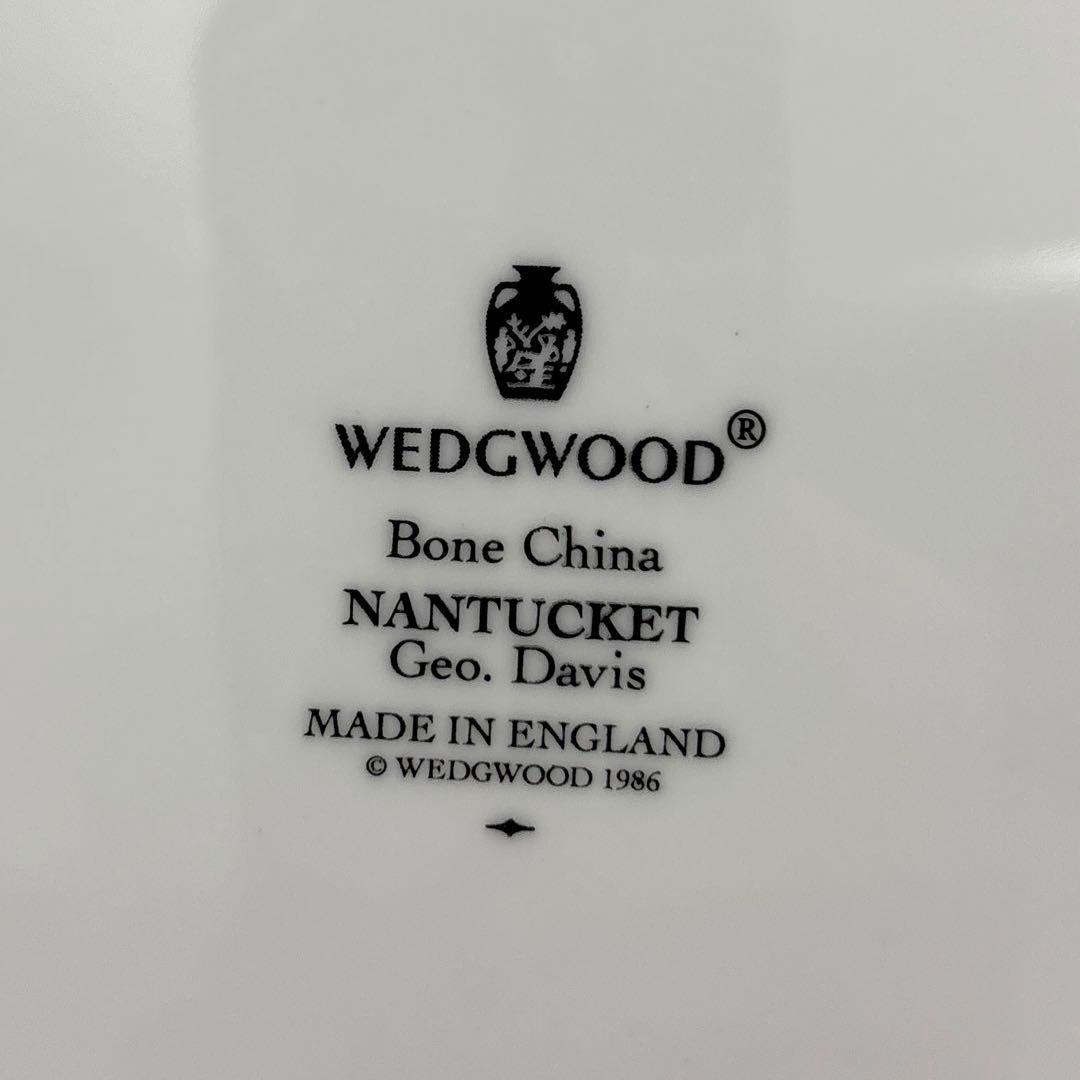 WEDGWOOD®
Bone China
NANTUCKET
Geo. Davis
MADE IN ENGLAND
© WEDGWOOD 1986